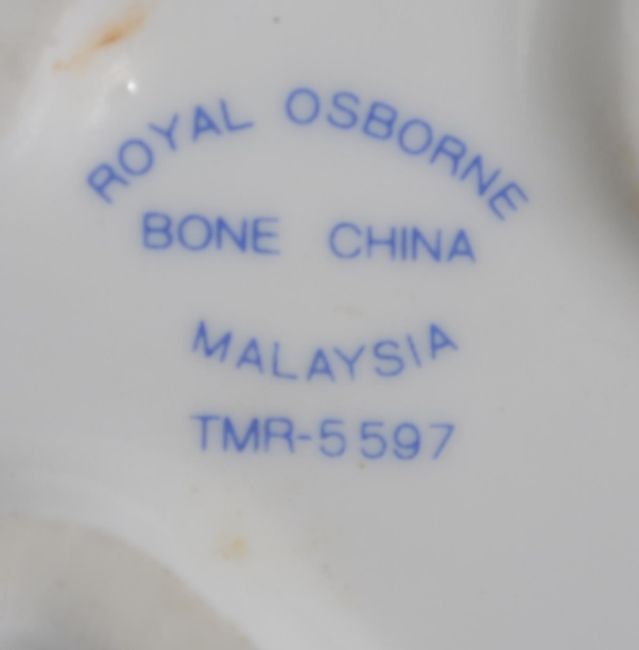 ROYAL OSBORNE
BONE CHINA
MALAYSIA
TMR-5597